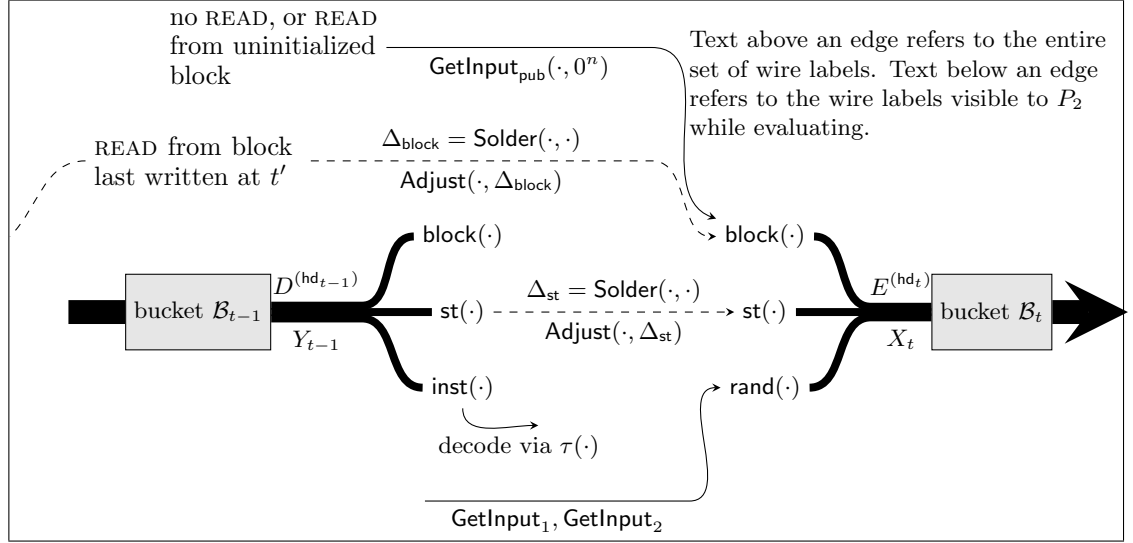 no READ, or READ
from uninitialized
block
GetInput_pub(·, 0^n)
Text above an edge refers to the entire
set of wire labels. Text below an edge
refers to the wire labels visible to P_2
while evaluating.
READ from block
last written at t′
Δ_block = Solder(·, ·)
Adjust(·, Δ_block)
block(·)
block(·)
bucket 𝓑_{t−1}
D^{(hd_{t−1})}
Y_{t−1}
st(·)
Δ_st = Solder(·, ·)
Adjust(·, Δ_st)
st(·)
E^{(hd_t)}
X_t
bucket 𝓑_t
inst(·)
rand(·)
decode via τ(·)
GetInput_1, GetInput_2